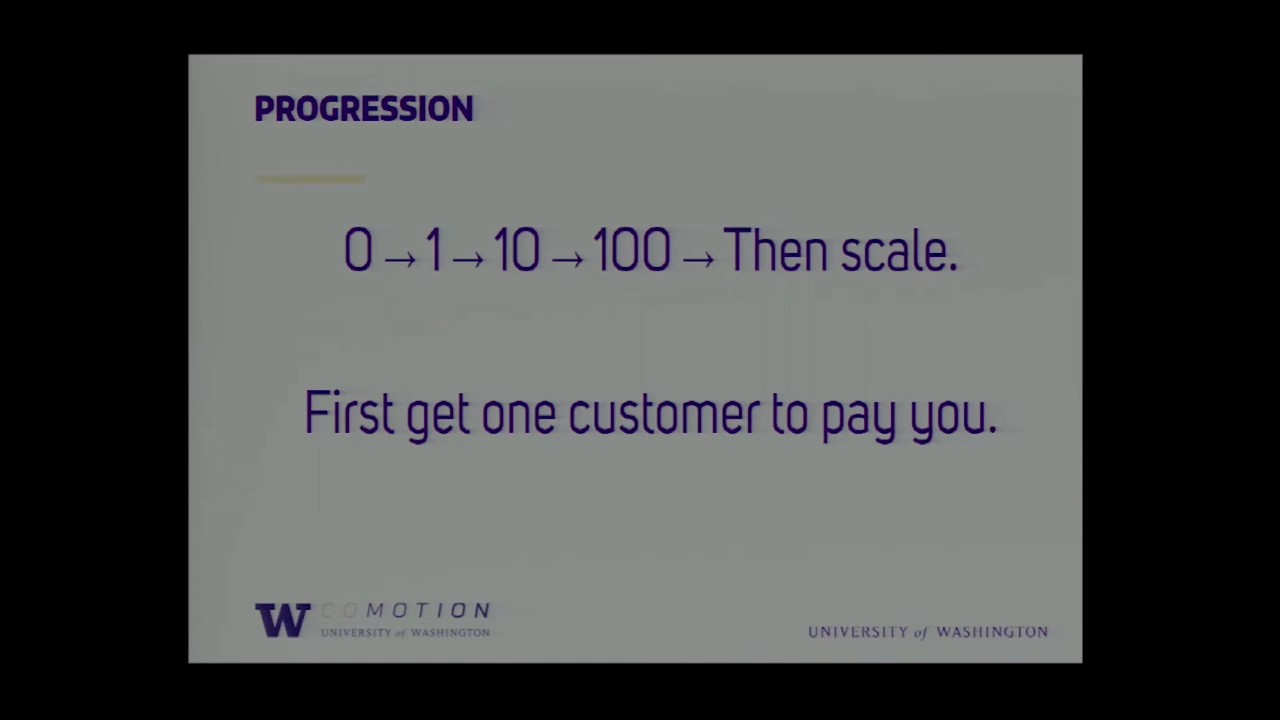 PROGRESSION
0 → 1 → 10 → 100 → Then scale.
First get one customer to pay you.
W COMOTION
UNIVERSITY of WASHINGTON
UNIVERSITY of WASHINGTON